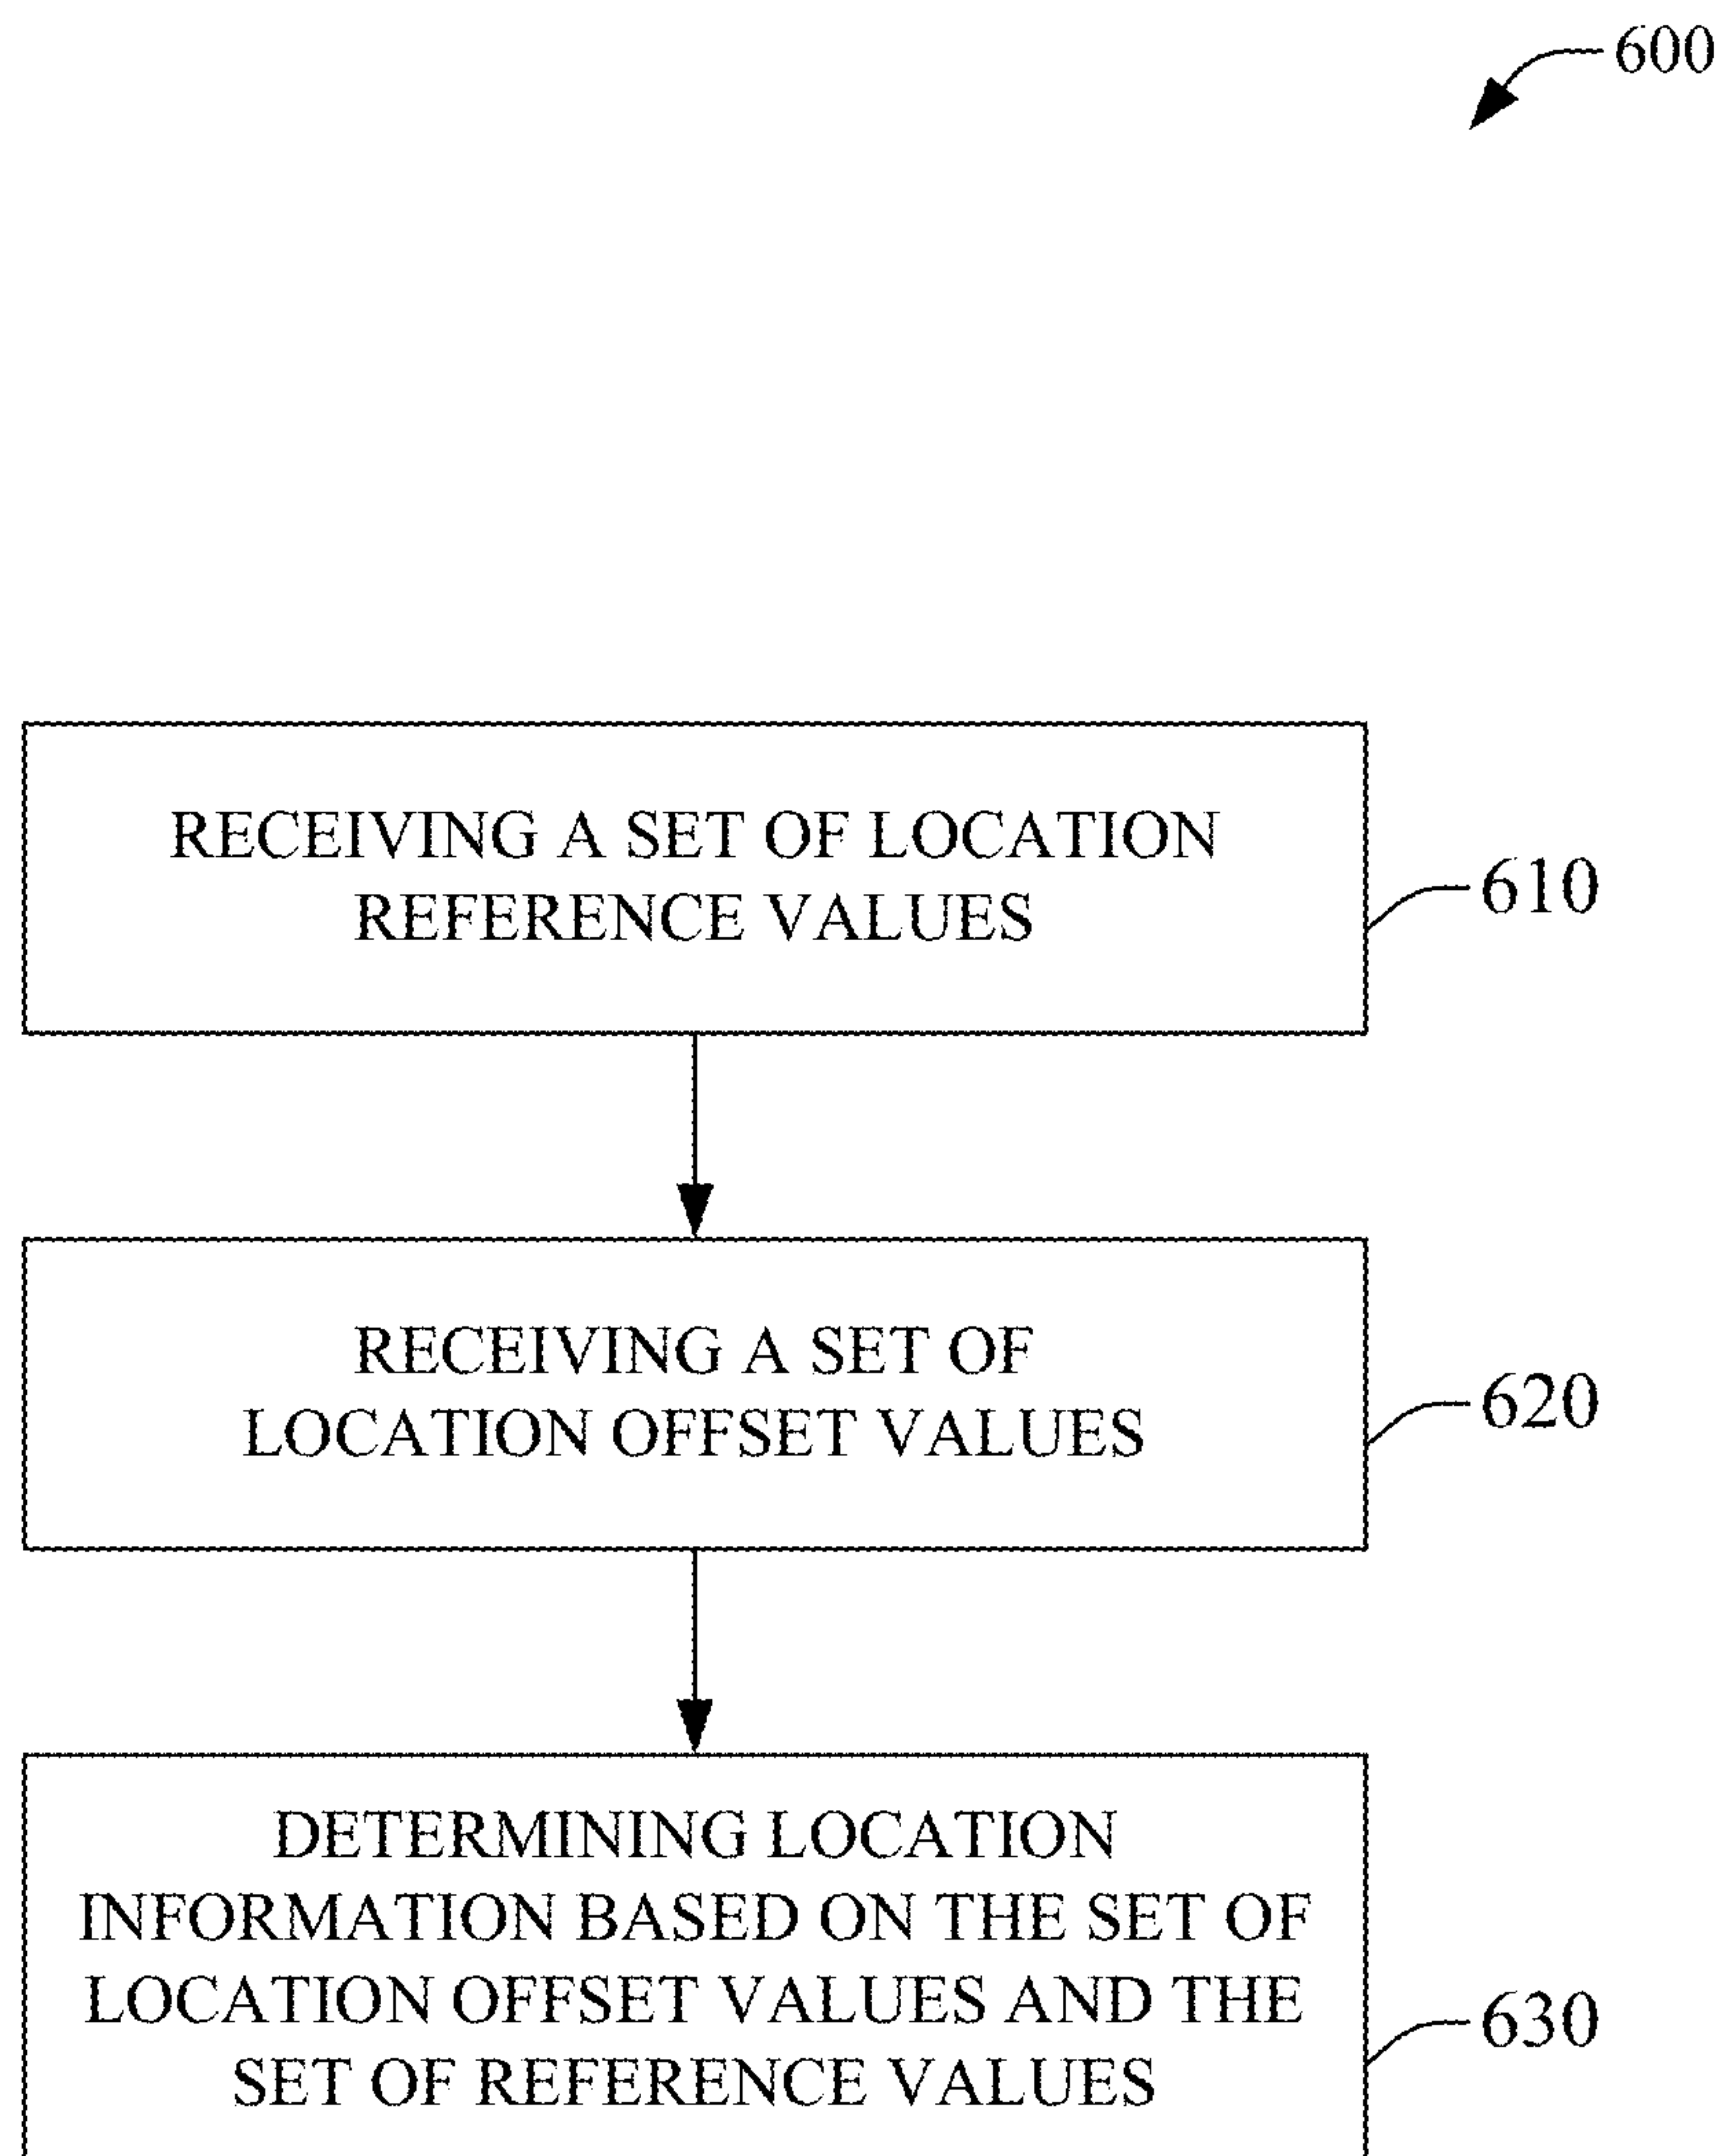 600
RECEIVING A SET OF LOCATION
REFERENCE VALUES
610
RECEIVING A SET OF
LOCATION OFFSET VALUES
620
DETERMINING LOCATION
INFORMATION BASED ON THE SET OF
LOCATION OFFSET VALUES AND THE
SET OF REFERENCE VALUES
630